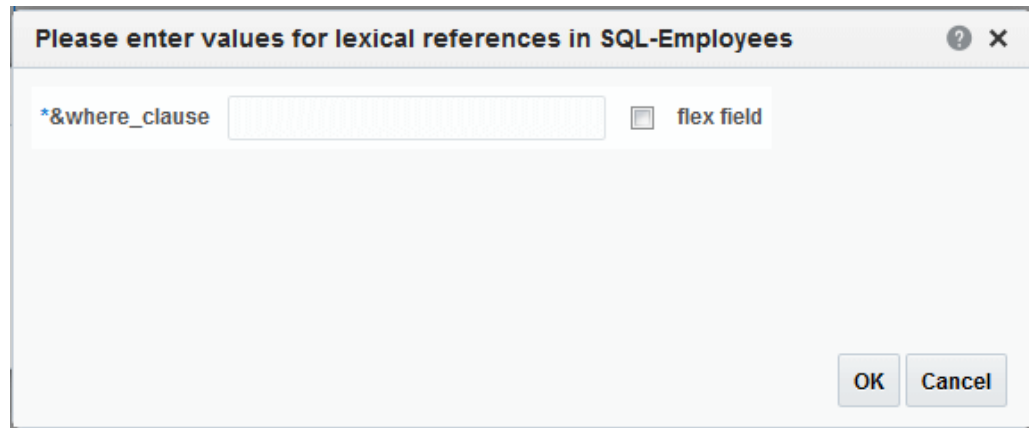 Please enter values for lexical references in SQL-Employees ?
*&where_clause flex field
OK Cancel